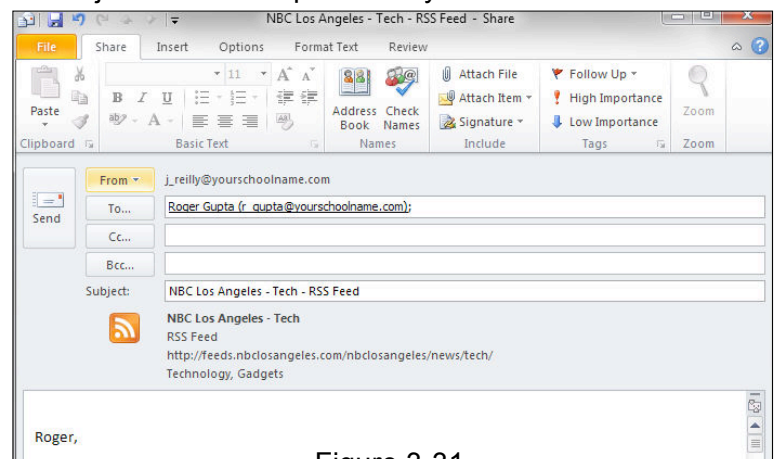 NBC Los Angeles - Tech - RSS Feed - Share
File Share Insert Options Format Text Review
Paste
B I U
11
Address Book
Check Names
Attach File
Attach Item
Signature
Follow Up
High Importance
Low Importance
Zoom
Clipboard Basic Text Names Include Tags Zoom
Send
From j_reilly@yourschoolname.com
To... Roger Gupta (r_gupta@yourschoolname.com);
Cc...
Bcc...
Subject: NBC Los Angeles - Tech - RSS Feed
NBC Los Angeles - Tech
RSS Feed
http://feeds.nbclosangeles.com/nbclosangeles/news/tech/
Technology, Gadgets
Roger,